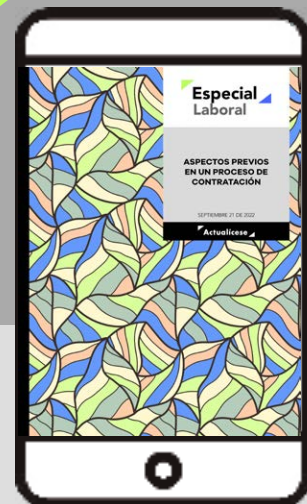 Especial
Laboral
ASPECTOS PREVIOS
EN UN PROCESO DE
CONTRATACIÓN
SEPTIEMBRE 21 DE 2022
Actualícese